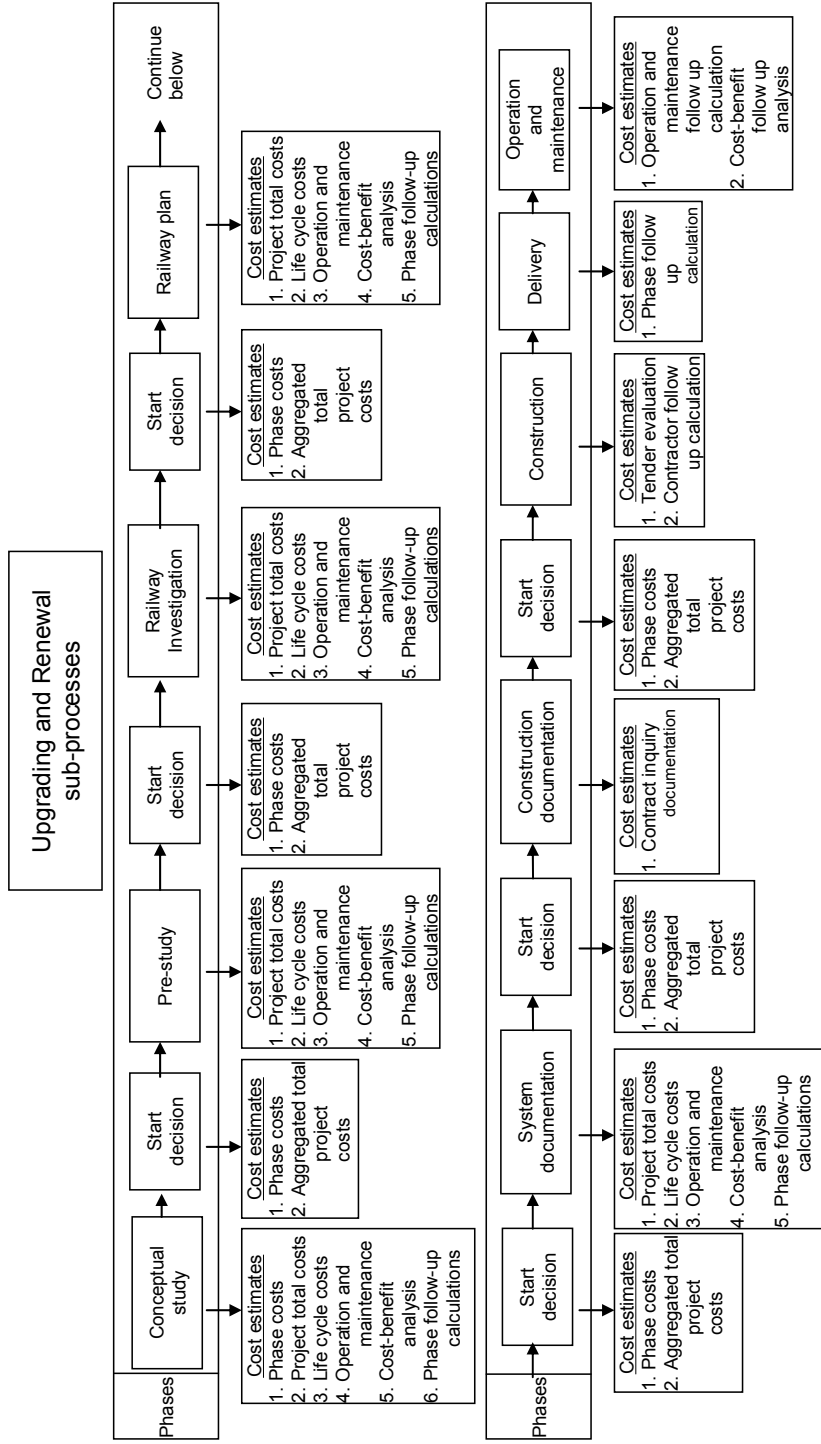 Upgrading and Renewal
sub-processes
Phases
Conceptual
study
Start
decision
Pre-study
Start
decision
Railway
Investigation
Start
decision
Railway plan
Continue
below
Cost estimates
1. Phase costs
2. Project total costs
3. Life cycle costs
4. Operation and
maintenance
5. Cost-benefit
analysis
6. Phase follow-up
calculations
Cost estimates
1. Phase costs
2. Aggregated total
project
costs
Cost estimates
1. Project total costs
2. Life cycle costs
3. Operation and
maintenance
4. Cost-benefit
analysis
5. Phase follow-up
calculations
Cost estimates
1. Phase costs
2. Aggregated
total
project
costs
Cost estimates
1. Project total costs
2. Life cycle costs
3. Operation and
maintenance
4. Cost-benefit
analysis
5. Phase follow-up
calculations
Cost estimates
1. Phase costs
2. Aggregated
total
project
costs
Cost estimates
1. Project total costs
2. Life cycle costs
3. Operation and
maintenance
4. Cost-benefit
analysis
5. Phase follow-up
calculations
Phases
Start
decision
System
documentation
Start
decision
Construction
documentation
Start
decision
Construction
Delivery
Operation
and
maintenance
Cost estimates
1. Phase costs
2. Aggregated total
project
costs
Cost estimates
1. Project total costs
2. Life cycle costs
3. Operation and
maintenance
4. Cost-benefit
analysis
5. Phase follow-up
calculations
Cost estimates
1. Phase costs
2. Aggregated
total
project
costs
Cost estimates
1. Contract inquiry
documentation
Cost estimates
1. Phase costs
2. Aggregated
total
project
costs
Cost estimates
1. Tender evaluation
2. Contractor follow
up calculation
Cost estimates
1. Phase follow
up
calculation
Cost estimates
1. Operation and
maintenance
follow up
calculation
2. Cost-benefit
follow up
analysis